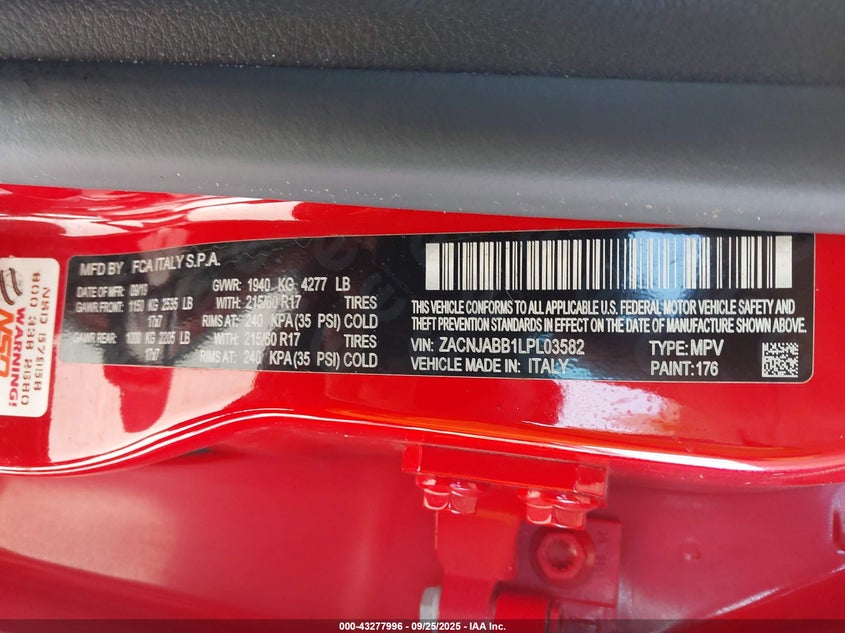 MFD BY FCA ITALY S.P.A.
DATE OF MFR: 09/19 GVWR: 1940 KG 4277 LB
GAWR FRONT: 1150 KG 2535 LB WITH: 215/60 R17 TIRES
17x7 RIMS AT: 240 KPA (35 PSI) COLD
GAWR REAR: 1000 KG 2205 LB WITH: 215/60 R17 TIRES
17x7 RIMS AT: 240 KPA (35 PSI) COLD
THIS VEHICLE CONFORMS TO ALL APPLICABLE U.S. FEDERAL MOTOR VEHICLE SAFETY AND
THEFT PREVENTION STANDARDS IN EFFECT ON THE DATE OF MANUFACTURE SHOWN ABOVE.
VIN: ZACNJABB1LPL03582 TYPE: MPV
VEHICLE MADE IN: ITALY PAINT: 176
NSD
WARNING!
800 338 2680
000-43277996 - 09/25/2025 - IAA Inc.